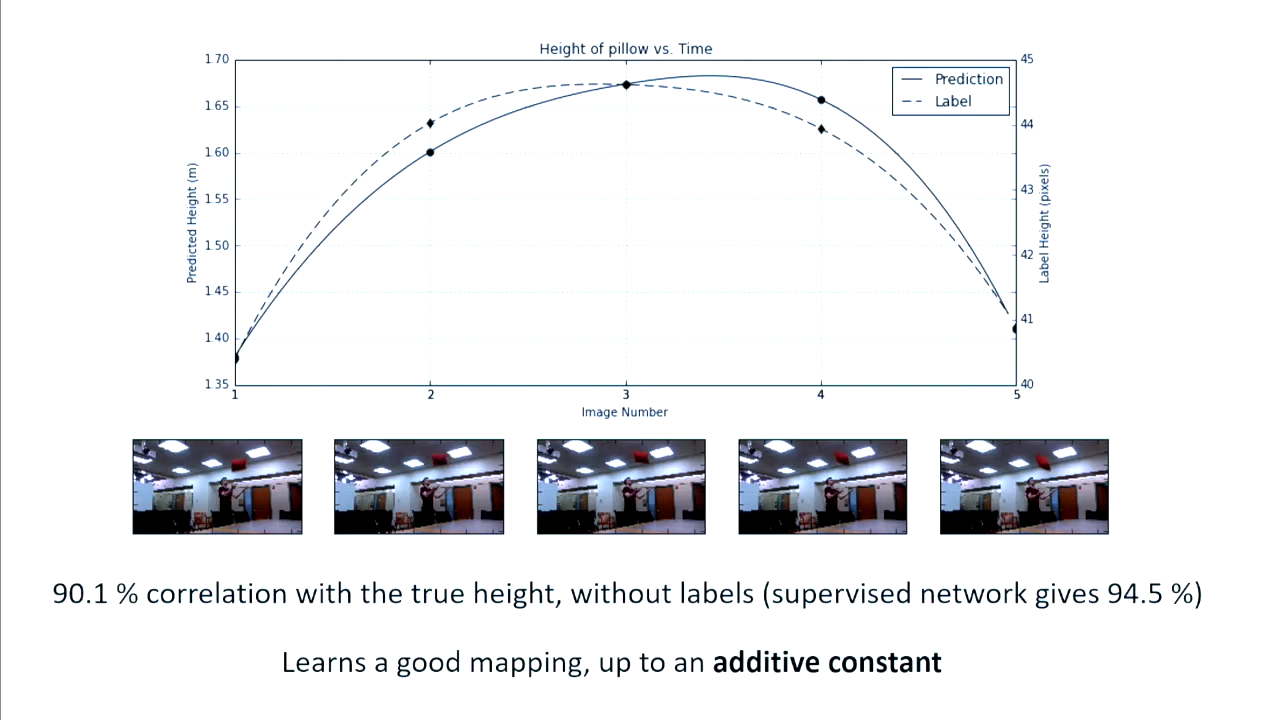 Height of pillow vs. Time
1.70
1.65
1.60
1.55
1.50
1.45
1.40
1.35
Predicted Height (m)
Prediction
Label
45
44
43
42
41
40
Label Height (pixels)
1 2 3 4 5
Image Number
90.1 % correlation with the true height, without labels (supervised network gives 94.5 %)
Learns a good mapping, up to an additive constant